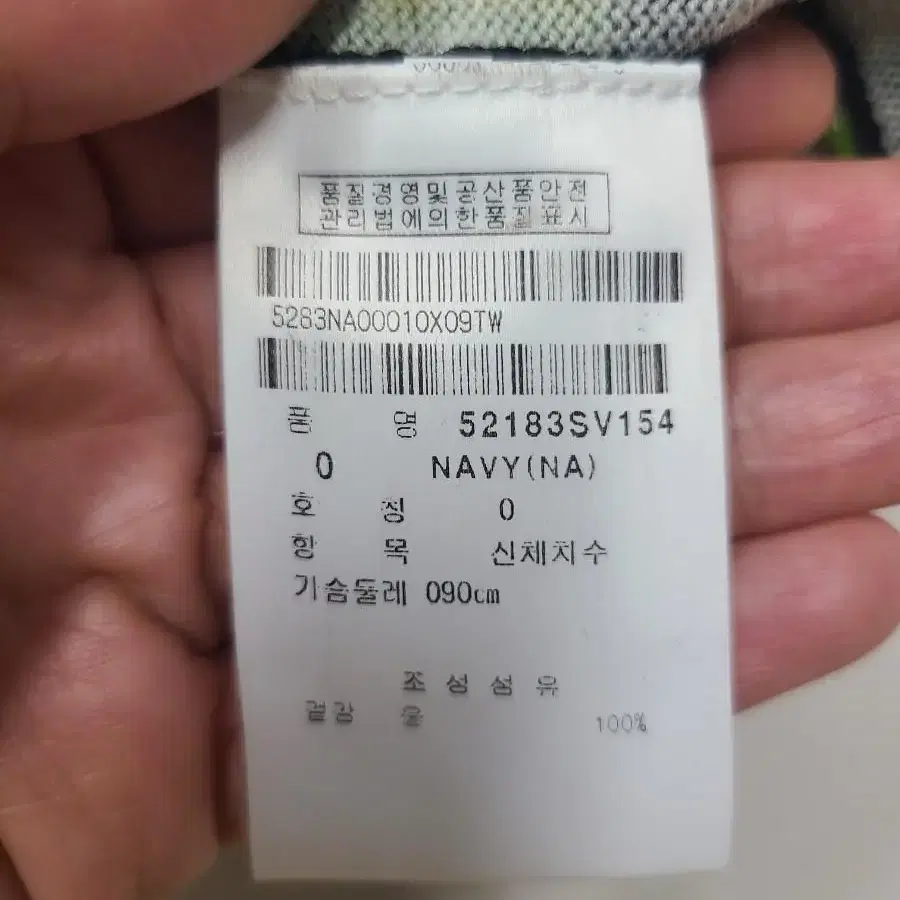 품질경영및공산품안전
관리법에의한품질표시
5283NA00010X09TW
품 명 52183SV154
0 NAVY(NA)
호 칭 0
항 목 신체치수
가슴둘레 090cm
조성섬유
겉감 울 100%